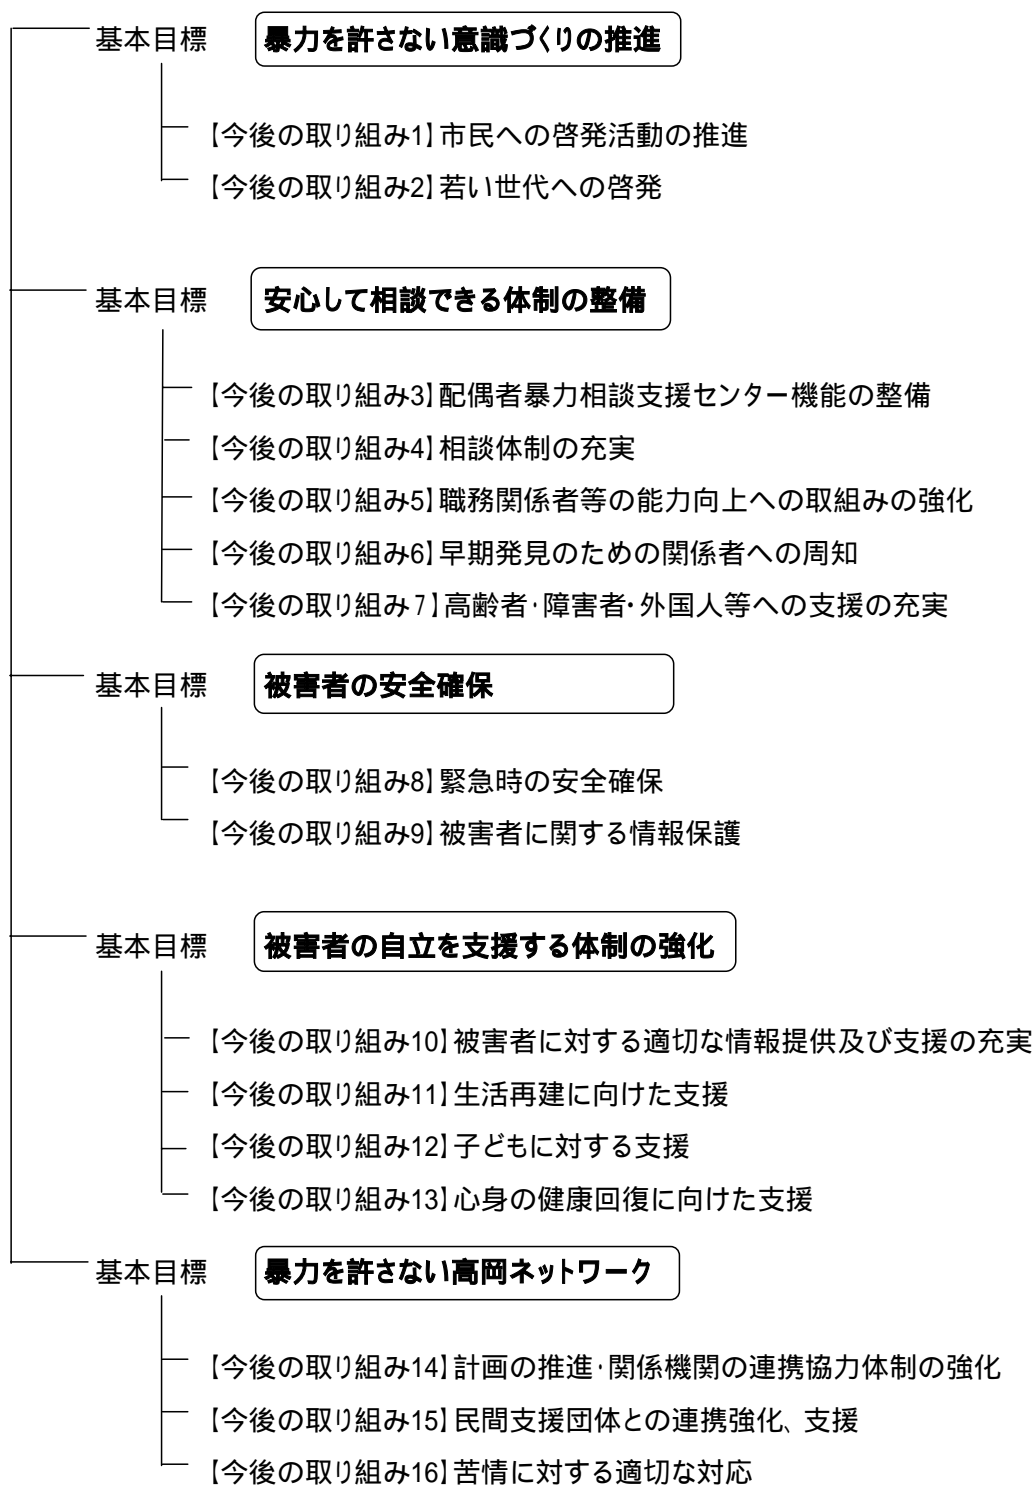 基本目標 暴力を許さない意識づくりの推進
【今後の取り組み1】市民への啓発活動の推進
【今後の取り組み2】若い世代への啓発
基本目標 安心して相談できる体制の整備
【今後の取り組み3】配偶者暴力相談支援センター機能の整備
【今後の取り組み4】相談体制の充実
【今後の取り組み5】職務関係者等の能力向上への取組みの強化
【今後の取り組み6】早期発見のための関係者への周知
【今後の取り組み7】高齢者・障害者・外国人等への支援の充実
基本目標 被害者の安全確保
【今後の取り組み8】緊急時の安全確保
【今後の取り組み9】被害者に関する情報保護
基本目標 被害者の自立を支援する体制の強化
【今後の取り組み10】被害者に対する適切な情報提供及び支援の充実
【今後の取り組み11】生活再建に向けた支援
【今後の取り組み12】子どもに対する支援
【今後の取り組み13】心身の健康回復に向けた支援
基本目標 暴力を許さない高岡ネットワーク
【今後の取り組み14】計画の推進・関係機関の連携協力体制の強化
【今後の取り組み15】民間支援団体との連携強化、支援
【今後の取り組み16】苦情に対する適切な対応